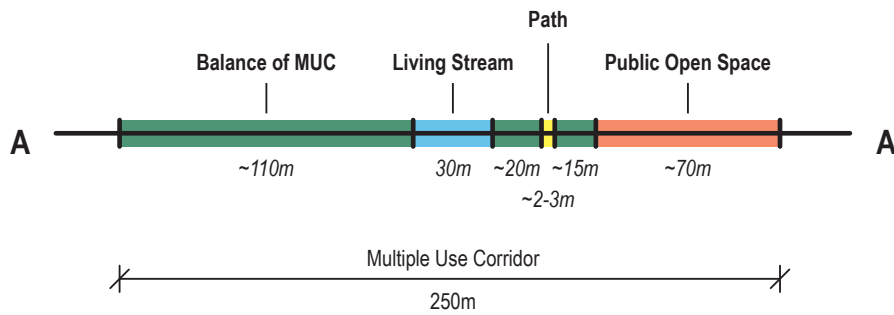 Path
Balance of MUC
Living Stream
Public Open Space
A
A
~110m
30m
~20m
~15m
~70m
~2-3m
Multiple Use Corridor
250m